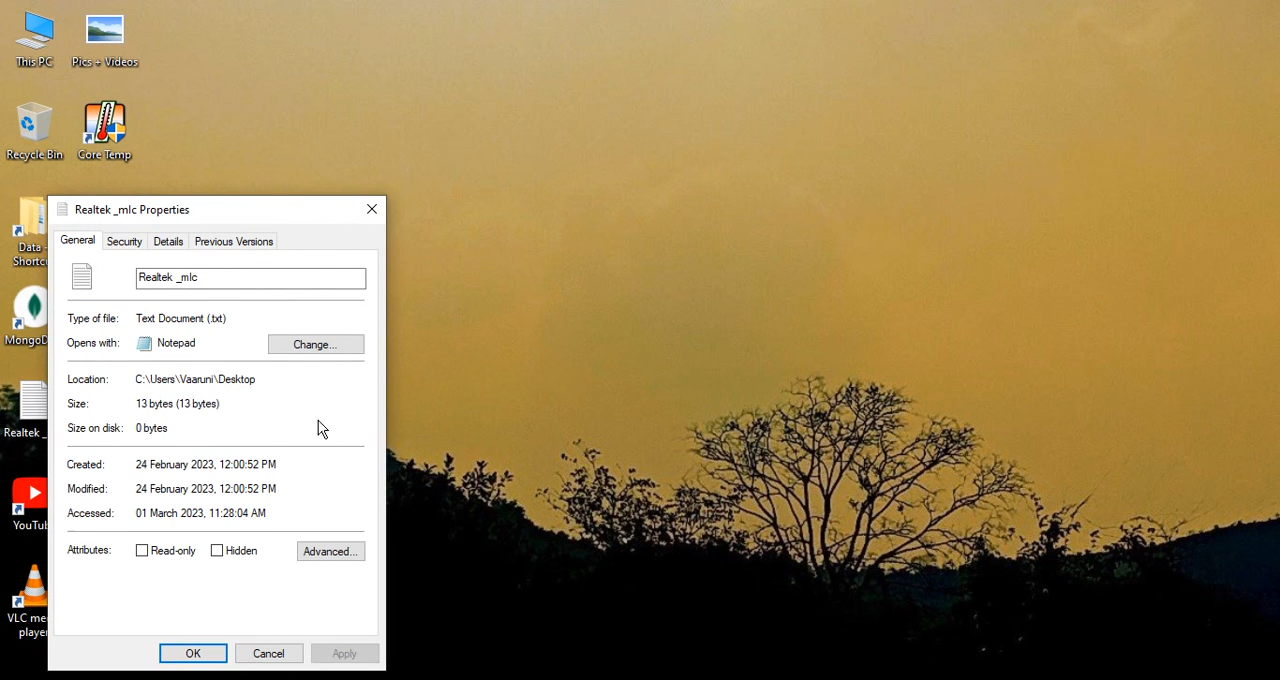 This PC
Pics + Videos
Recycle Bin
Core Temp
Data -
Shortcu
MongoD
Realtek _
YouTub
VLC me
player
Realtek _mlc Properties
General Security Details Previous Versions
Realtek _mlc
Type of file: Text Document (.txt)
Opens with: Notepad Change...
Location: C:\Users\Vaaruni\Desktop
Size: 13 bytes (13 bytes)
Size on disk: 0 bytes
Created: 24 February 2023, 12:00:52 PM
Modified: 24 February 2023, 12:00:52 PM
Accessed: 01 March 2023, 11:28:04 AM
Attributes: Read-only Hidden Advanced...
OK Cancel Apply